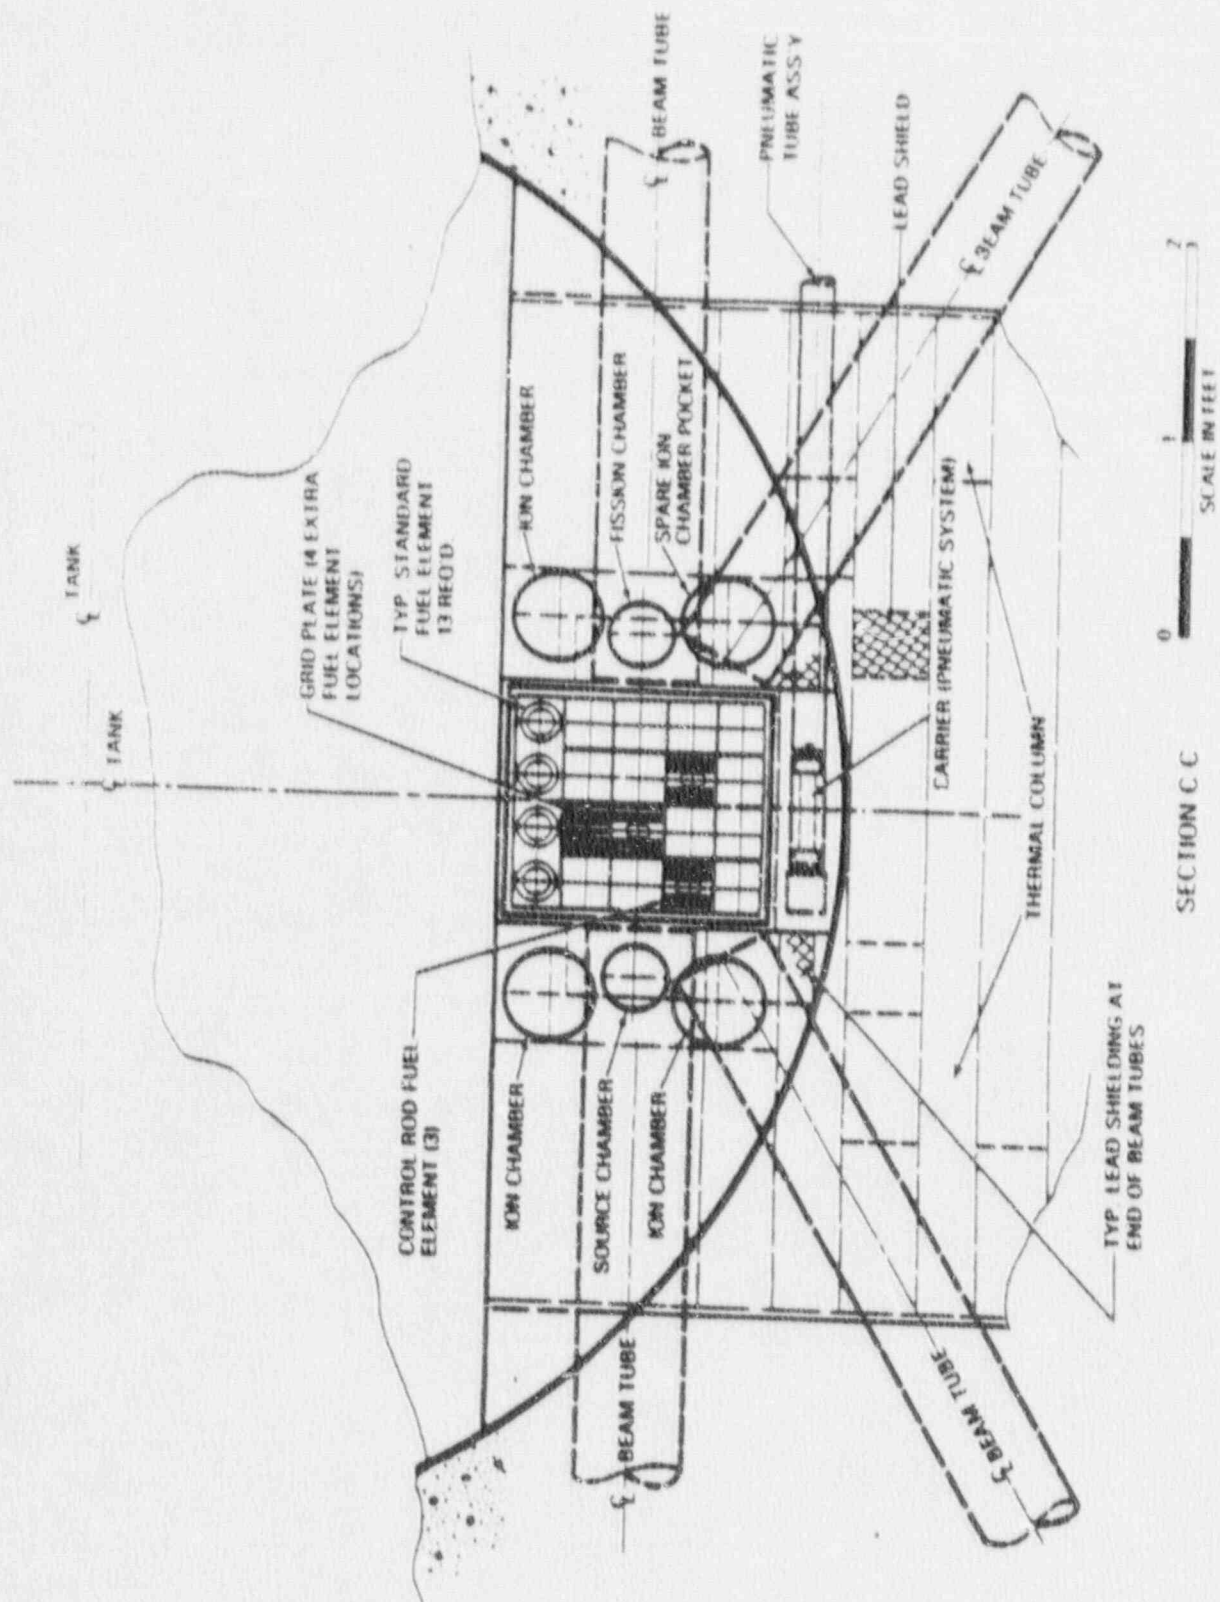 ℄ TANK
℄ TANK
GRID PLATE (4 EXTRA
FUEL ELEMENT
LOCATIONS)
TYP STANDARD
FUEL ELEMENT
13 REQ'D
CONTROL ROD FUEL
ELEMENT (3)
ION CHAMBER
SOURCE CHAMBER
ION CHAMBER
ION CHAMBER
FISSION CHAMBER
SPARE ION
CHAMBER POCKET
℄ BEAM TUBE
℄ BEAM TUBE
PNEUMATIC
TUBE ASS'Y
LEAD SHIELD
℄ BEAM TUBE
℄ BEAM TUBE
CARRIER (PNEUMATIC SYSTEM)
THERMAL COLUMN
TYP LEAD SHIELDING AT
END OF BEAM TUBES
SECTION C C
0 1 2
SCALE IN FEET